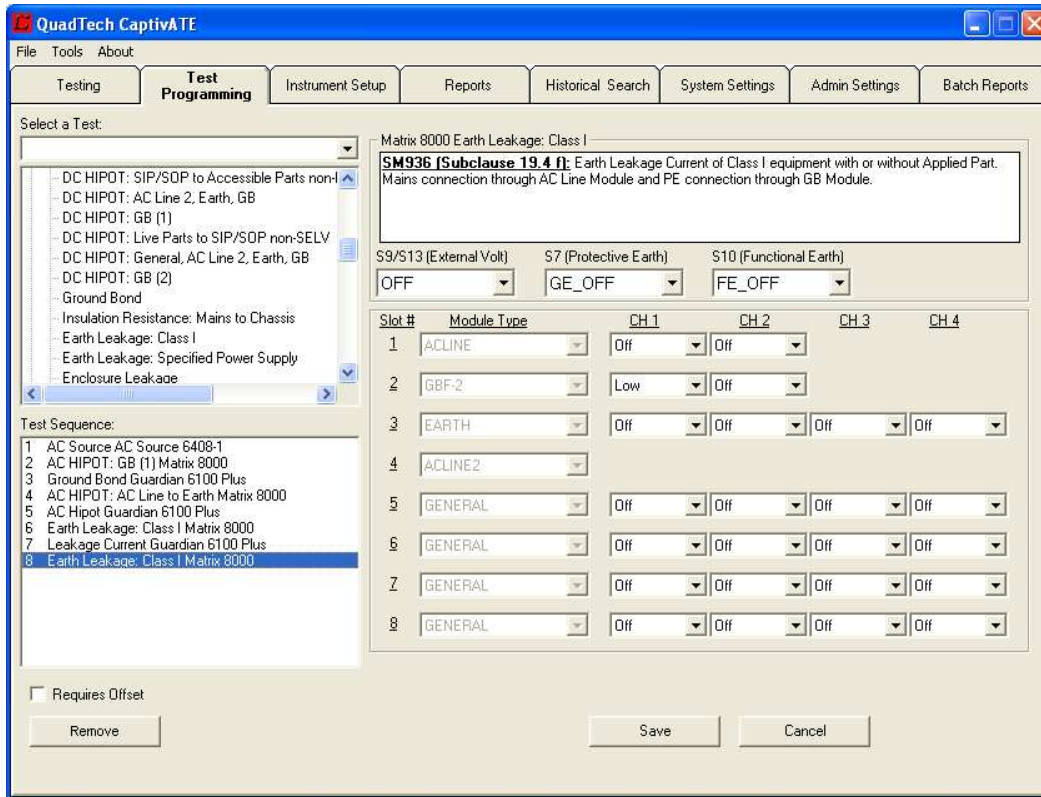 QuadTech CaptivATE
File Tools About
Testing Test Programming Instrument Setup Reports Historical Search System Settings Admin Settings Batch Reports
Select a Test:
DC HIPOT: SIP/SOP to Accessible Parts non-
DC HIPOT: AC Line 2, Earth, GB
DC HIPOT: GB (1)
DC HIPOT: Live Parts to SIP/SOP non-SELV
DC HIPOT: General, AC Line 2, Earth, GB
DC HIPOT: GB (2)
Ground Bond
Insulation Resistance: Mains to Chassis
Earth Leakage: Class I
Earth Leakage: Specified Power Supply
Enclosure Leakage
Test Sequence:
1 AC Source AC Source 6408-1
2 AC HIPOT: GB (1) Matrix 8000
3 Ground Bond Guardian 6100 Plus
4 AC HIPOT: AC Line to Earth Matrix 8000
5 AC Hipot Guardian 6100 Plus
6 Earth Leakage: Class I Matrix 8000
7 Leakage Current Guardian 6100 Plus
8 Earth Leakage: Class I Matrix 8000
Requires Offset
Remove
Matrix 8000 Earth Leakage: Class I
SM936 (Subclause 19.4 f): Earth Leakage Current of Class I equipment with or without Applied Part.
Mains connection through AC Line Module and PE connection through GB Module.
S9/S13 (External Volt) S7 (Protective Earth) S10 (Functional Earth)
OFF GE_OFF FE_OFF
Slot # Module Type CH 1 CH 2 CH 3 CH 4
1 ACLINE Off Off
2 GBF-2 Low Off
3 EARTH Off Off Off Off
4 ACLINE2
5 GENERAL Off Off Off Off
6 GENERAL Off Off Off Off
7 GENERAL Off Off Off Off
8 GENERAL Off Off Off Off
Save Cancel